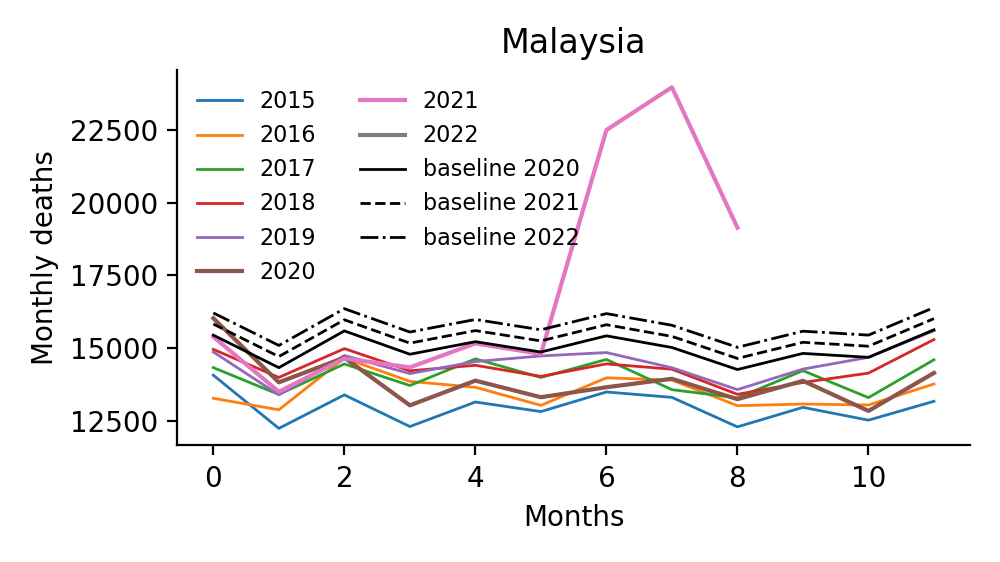 Malaysia
Monthly deaths
22500
20000
17500
15000
12500
2015
2016
2017
2018
2019
2020
2021
2022
baseline 2020
baseline 2021
baseline 2022
0 2 4 6 8 10
Months